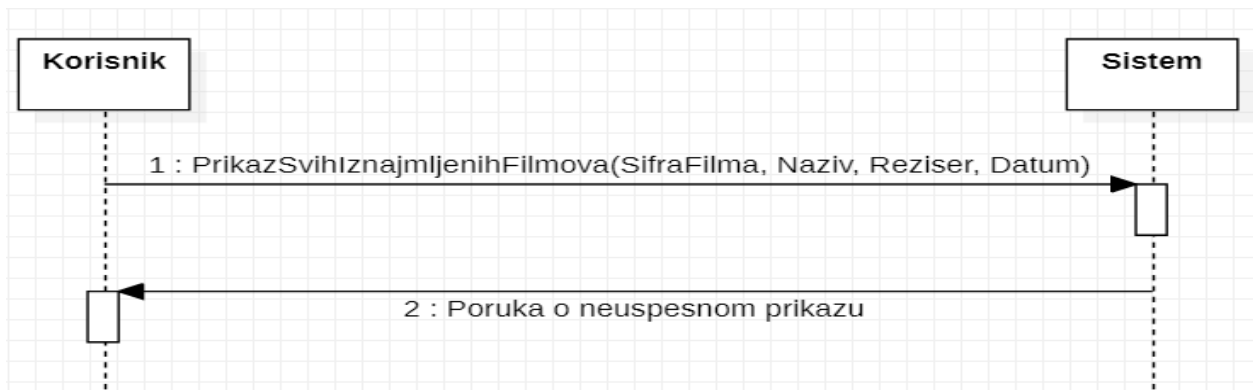 Korisnik
Sistem
1 : PrikazSvihIznajmljenihFilmova(SifraFilma, Naziv, Reziser, Datum)
2 : Poruka o neuspesnom prikazu